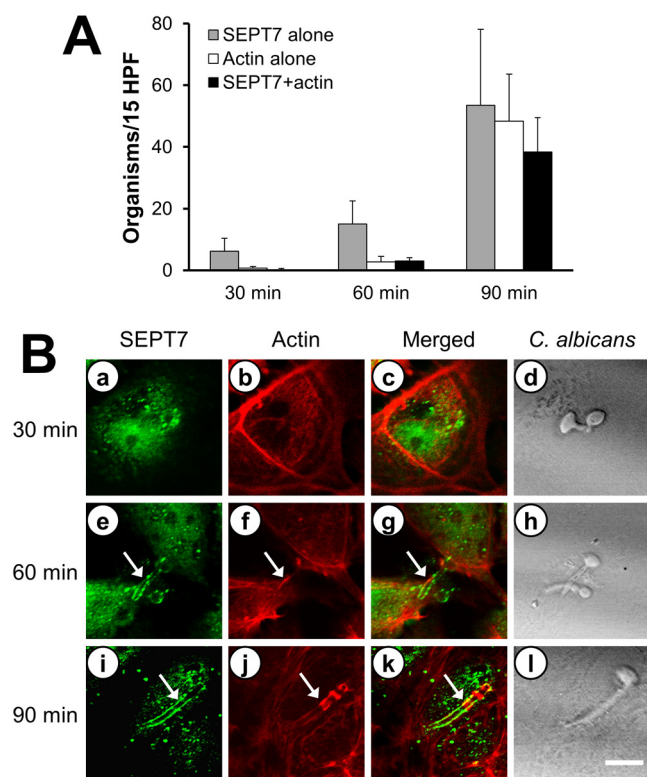 A
Organisms/15 HPF
80
60
40
20
0
SEPT7 alone
Actin alone
SEPT7+actin
30 min
60 min
90 min
B
SEPT7
Actin
Merged
C. albicans
30 min
a
b
c
d
60 min
e
f
g
h
90 min
i
j
k
l